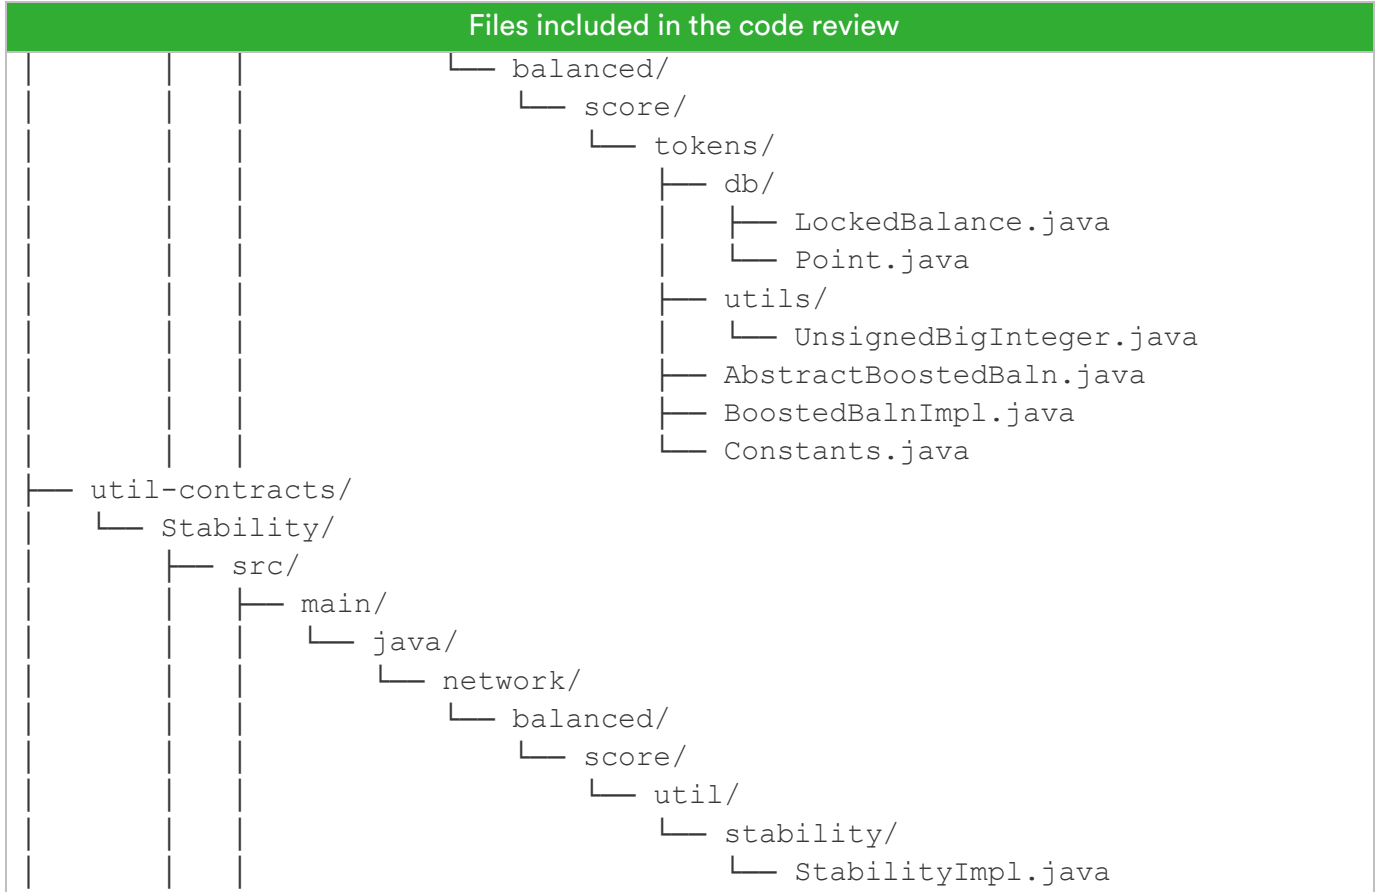 Files included in the code review
│       │   │           └── balanced/
│       │   │               └── score/
│       │   │                   └── tokens/
│       │   │                       ├── db/
│       │   │                       │   ├── LockedBalance.java
│       │   │                       │   └── Point.java
│       │   │                       ├── utils/
│       │   │                       │   └── UnsignedBigInteger.java
│       │   │                       ├── AbstractBoostedBaln.java
│       │   │                       ├── BoostedBalnImpl.java
│       │   │                       └── Constants.java
├── util-contracts/
│   └── Stability/
│       ├── src/
│       │   ├── main/
│       │   │   └── java/
│       │   │       └── network/
│       │   │           └── balanced/
│       │   │               └── score/
│       │   │                   └── util/
│       │   │                       └── stability/
│       │   │                           └── StabilityImpl.java